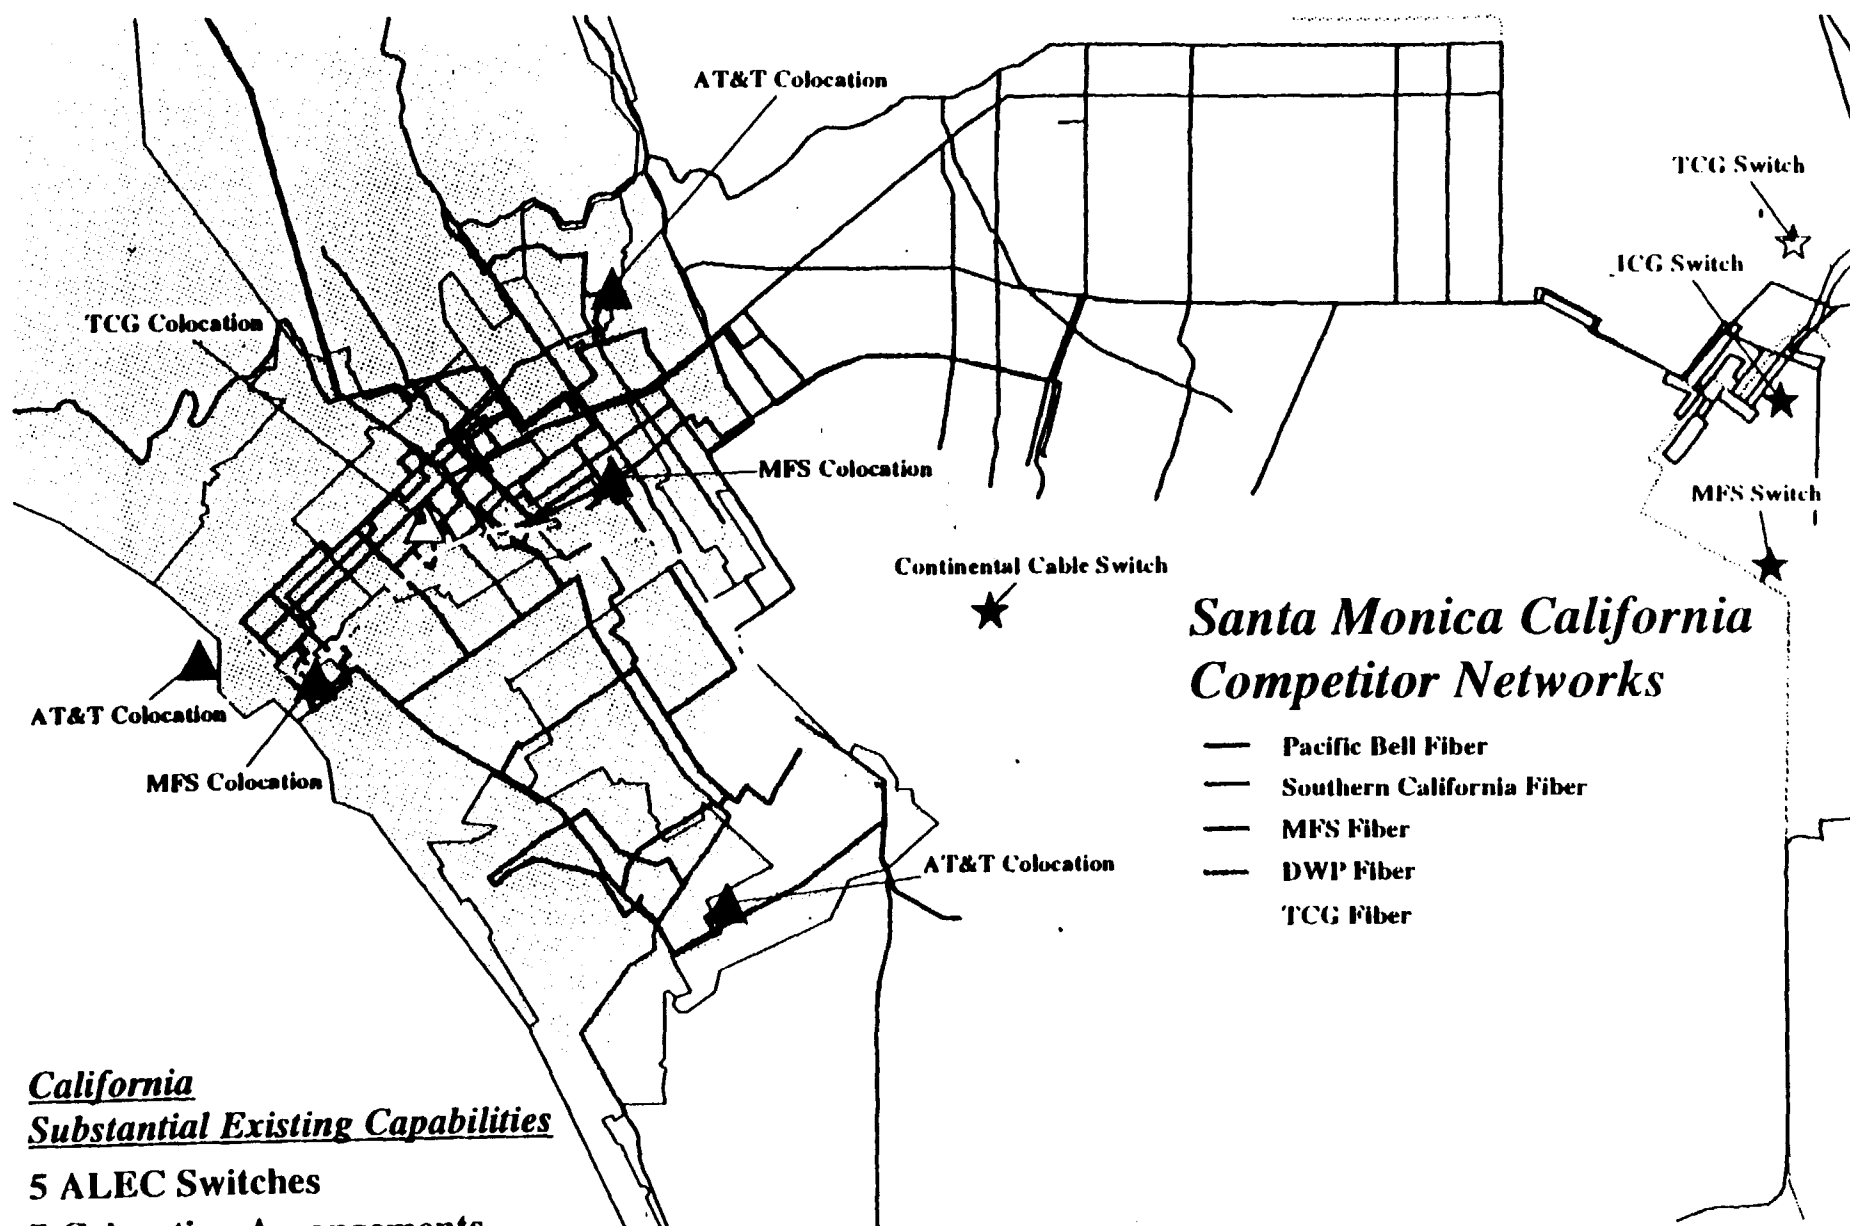 AT&T Colocation
TCG Switch
ICG Switch
TCG Colocation
MFS Colocation
MFS Switch
Continental Cable Switch
Santa Monica California
Competitor Networks
AT&T Colocation
MFS Colocation
Pacific Bell Fiber
Southern California Fiber
MFS Fiber
DWP Fiber
TCG Fiber
AT&T Colocation
California
Substantial Existing Capabilities
5 ALEC Switches